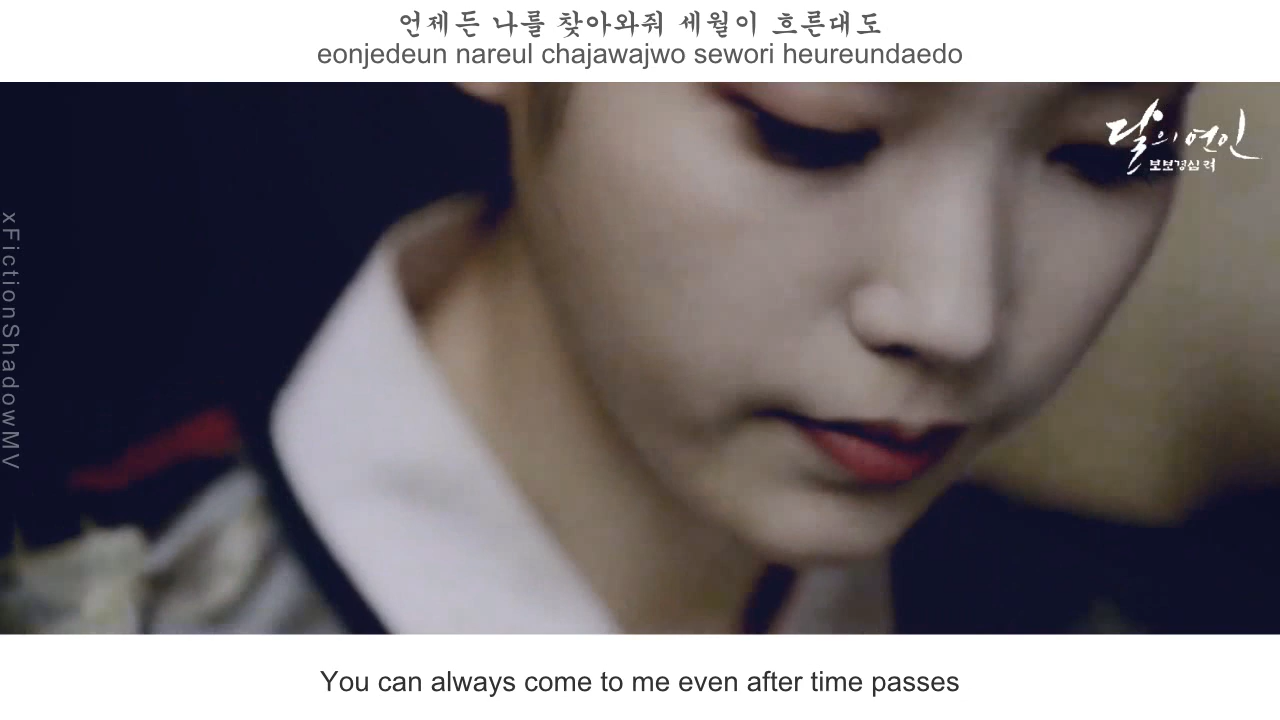 언제든 나를 찾아와줘 세월이 흐른대도
eonjedeun nareul chajawajwo sewori heureundaedo
달의 연인
보보경심 려
xFictionShadowMV
You can always come to me even after time passes